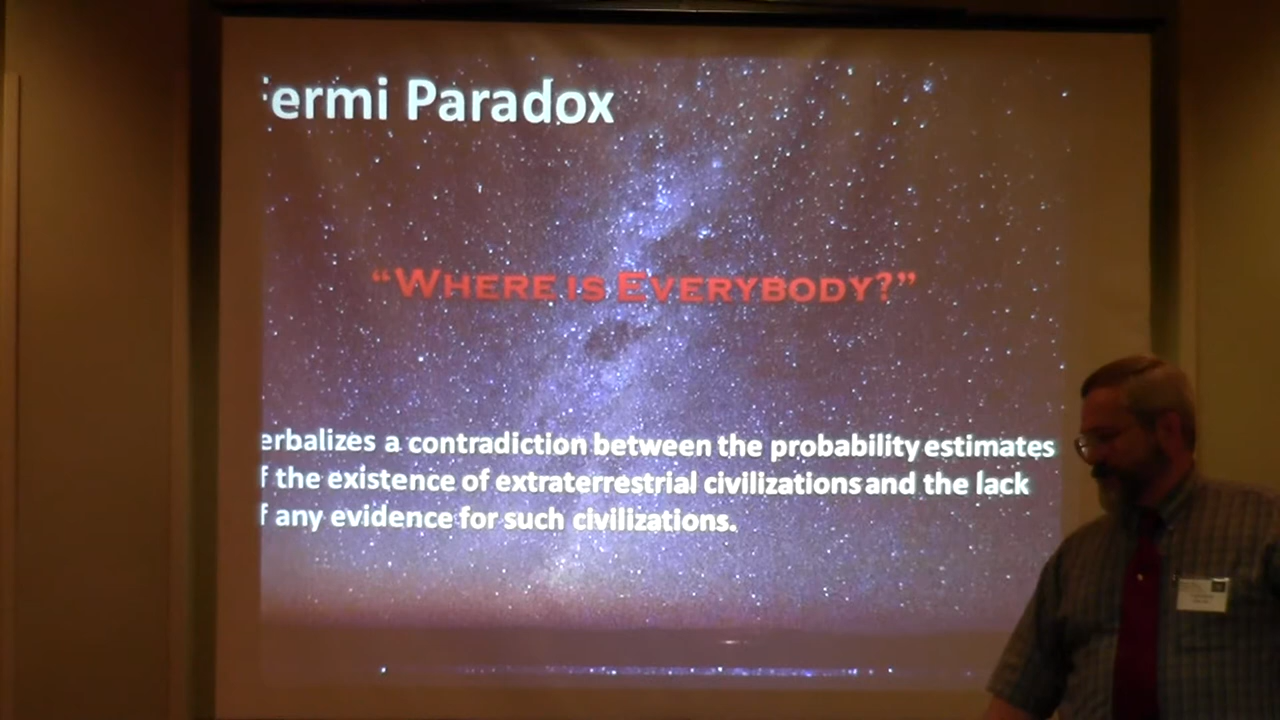 ermi Paradox
“WHERE IS EVERYBODY?”
erbalizes a contradiction between the probability estimates
f the existence of extraterrestrial civilizations and the lack
f any evidence for such civilizations.